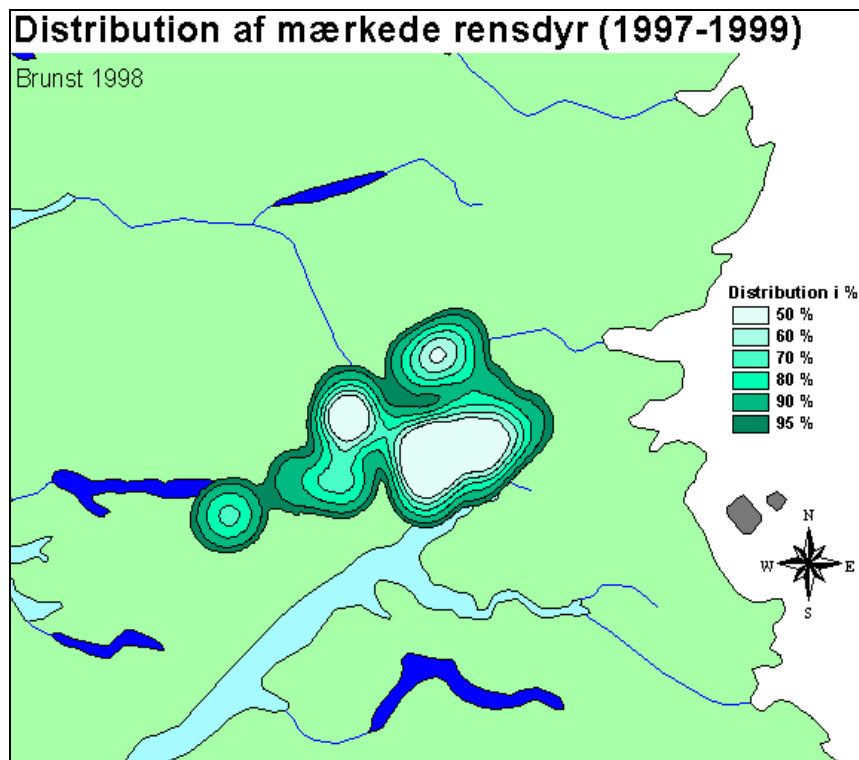 Distribution af mærkede rensdyr (1997-1999)
Brunst 1998
Distribution i %
50 %
60 %
70 %
80 %
90 %
95 %
N
W
E
S